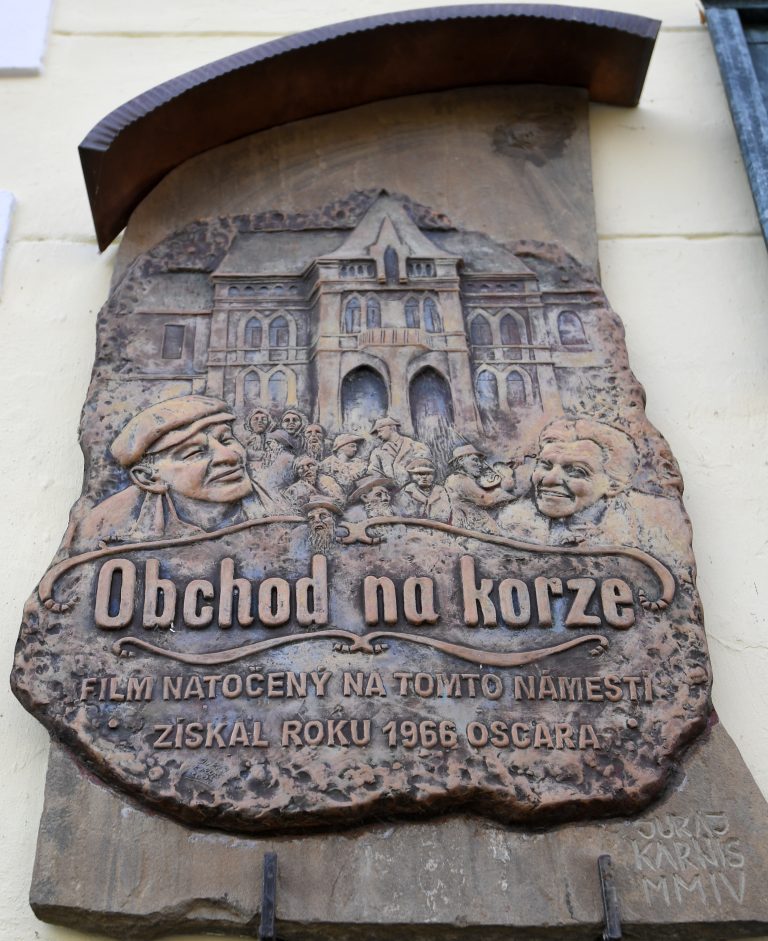 Obchod na korze
FILM NATOČENÝ NA TOMTO NÁMESTÍ
ZÍSKAL ROKU 1966 OSCARA
JURAJ
KARNIS
MMIV